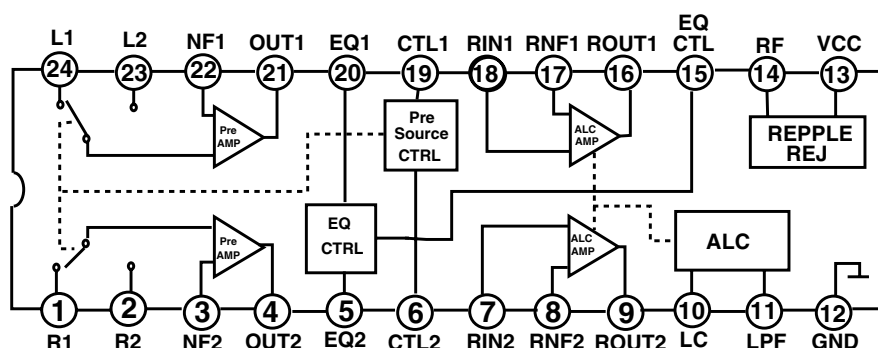 L1 L2 NF1 OUT1 EQ1 CTL1 RIN1 RNF1 ROUT1 EQ CTL RF VCC
24 23 22 21 20 19 18 17 16 15 14 13
Pre AMP
Pre Source CTRL
ALC AMP
REPPLE REJ
Pre AMP
EQ CTRL
ALC AMP
ALC
1 2 3 4 5 6 7 8 9 10 11 12
R1 R2 NF2 OUT2 EQ2 CTL2 RIN2 RNF2 ROUT2 LC LPF GND